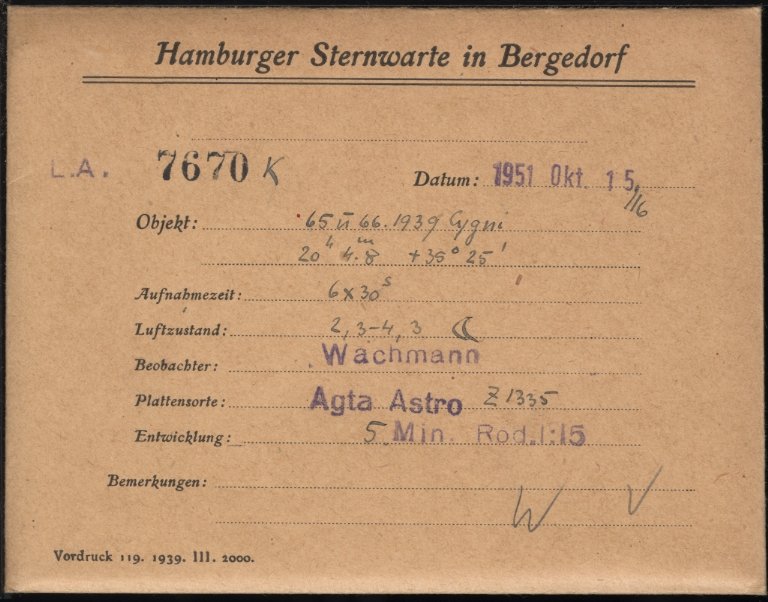 Hamburger Sternwarte in Bergedorf
L.A. 7670 K Datum: 1951 Okt. 15./16
Objekt: 65 u 66.1939 Cygni
20h 4m.8 +35° 25'
Aufnahmezeit: 6x30s
Luftzustand: 2, 3-4, 3
Beobachter: Wachmann
Plattensorte: Agfa Astro Z1335
Entwicklung: 5 Min. Rod.1:15
Bemerkungen:
W
Vordruck 119. 1939. III. 2000.